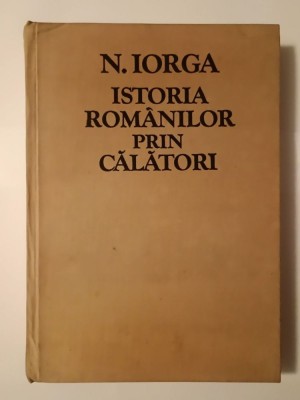 N. IORGA
ISTORIA
ROMÂNILOR
PRIN
CĂLĂTORI